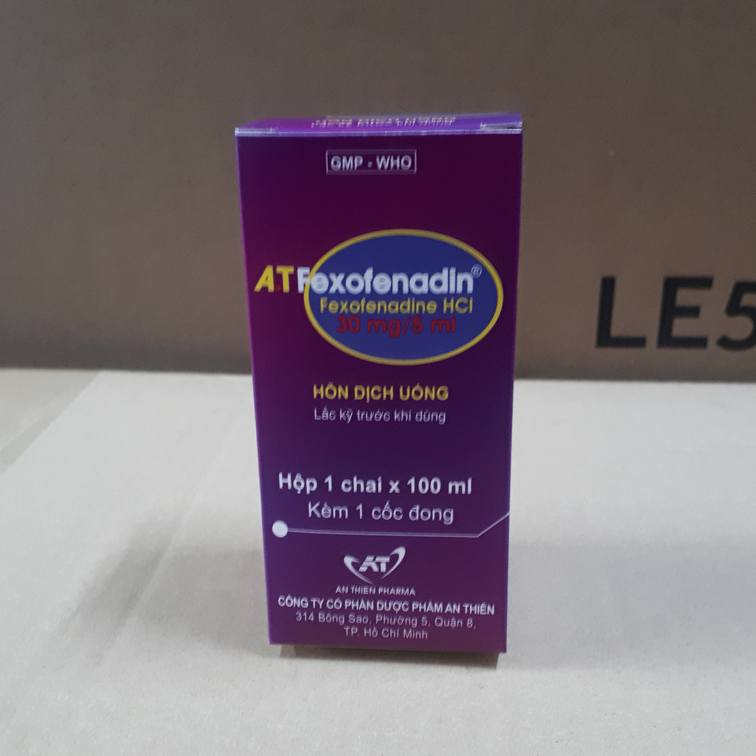 GMP - WHO
ATFexofenadin®
Fexofenadine HCl
30 mg/5 ml
HỖN DỊCH UỐNG
Lắc kỹ trước khi dùng
Hộp 1 chai x 100 ml
Kèm 1 cốc đong
AT
AN THIEN PHARMA
CÔNG TY CỔ PHẦN DƯỢC PHẨM AN THIÊN
314 Bông Sao, Phường 5, Quận 8,
TP. Hồ Chí Minh
LE5